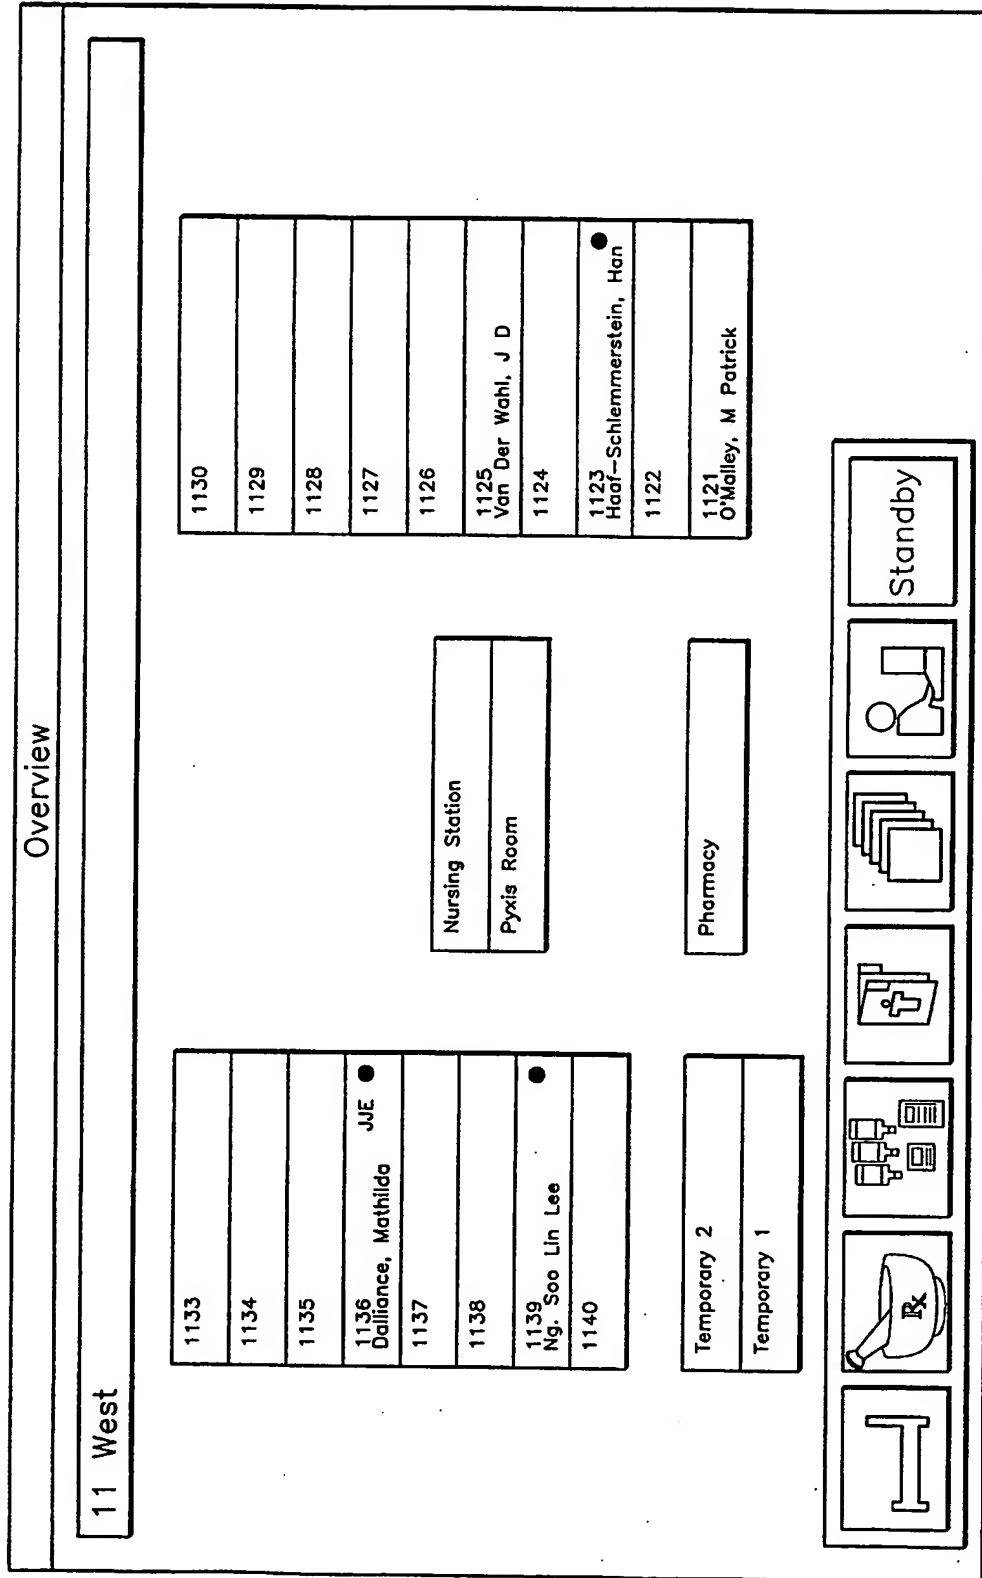 Overview
11 West
1133
1134
1135
1136
Dalliance, Mathilda JJE
1137
1138
1139
Ng. Soo Lin Lee
1140
Temporary 2
Temporary 1
Nursing Station
Pyxis Room
Pharmacy
1130
1129
1128
1127
1126
1125
Van Der Wahl, J D
1124
1123
Haaf-Schlemmerstein, Han
1122
1121
O'Malley, M Patrick
Rx
Standby